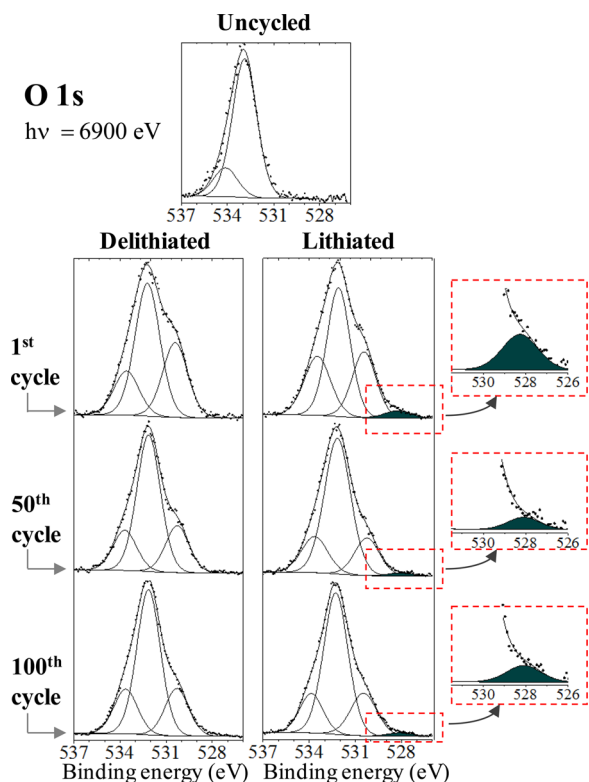 Uncycled
O 1s
hν = 6900 eV
537 534 531 528
Delithiated Lithiated
1st
cycle
530 528 526
50th
cycle
530 528 526
100th
cycle
530 528 526
537 534 531 528 537 534 531 528
Binding energy (eV) Binding energy (eV)